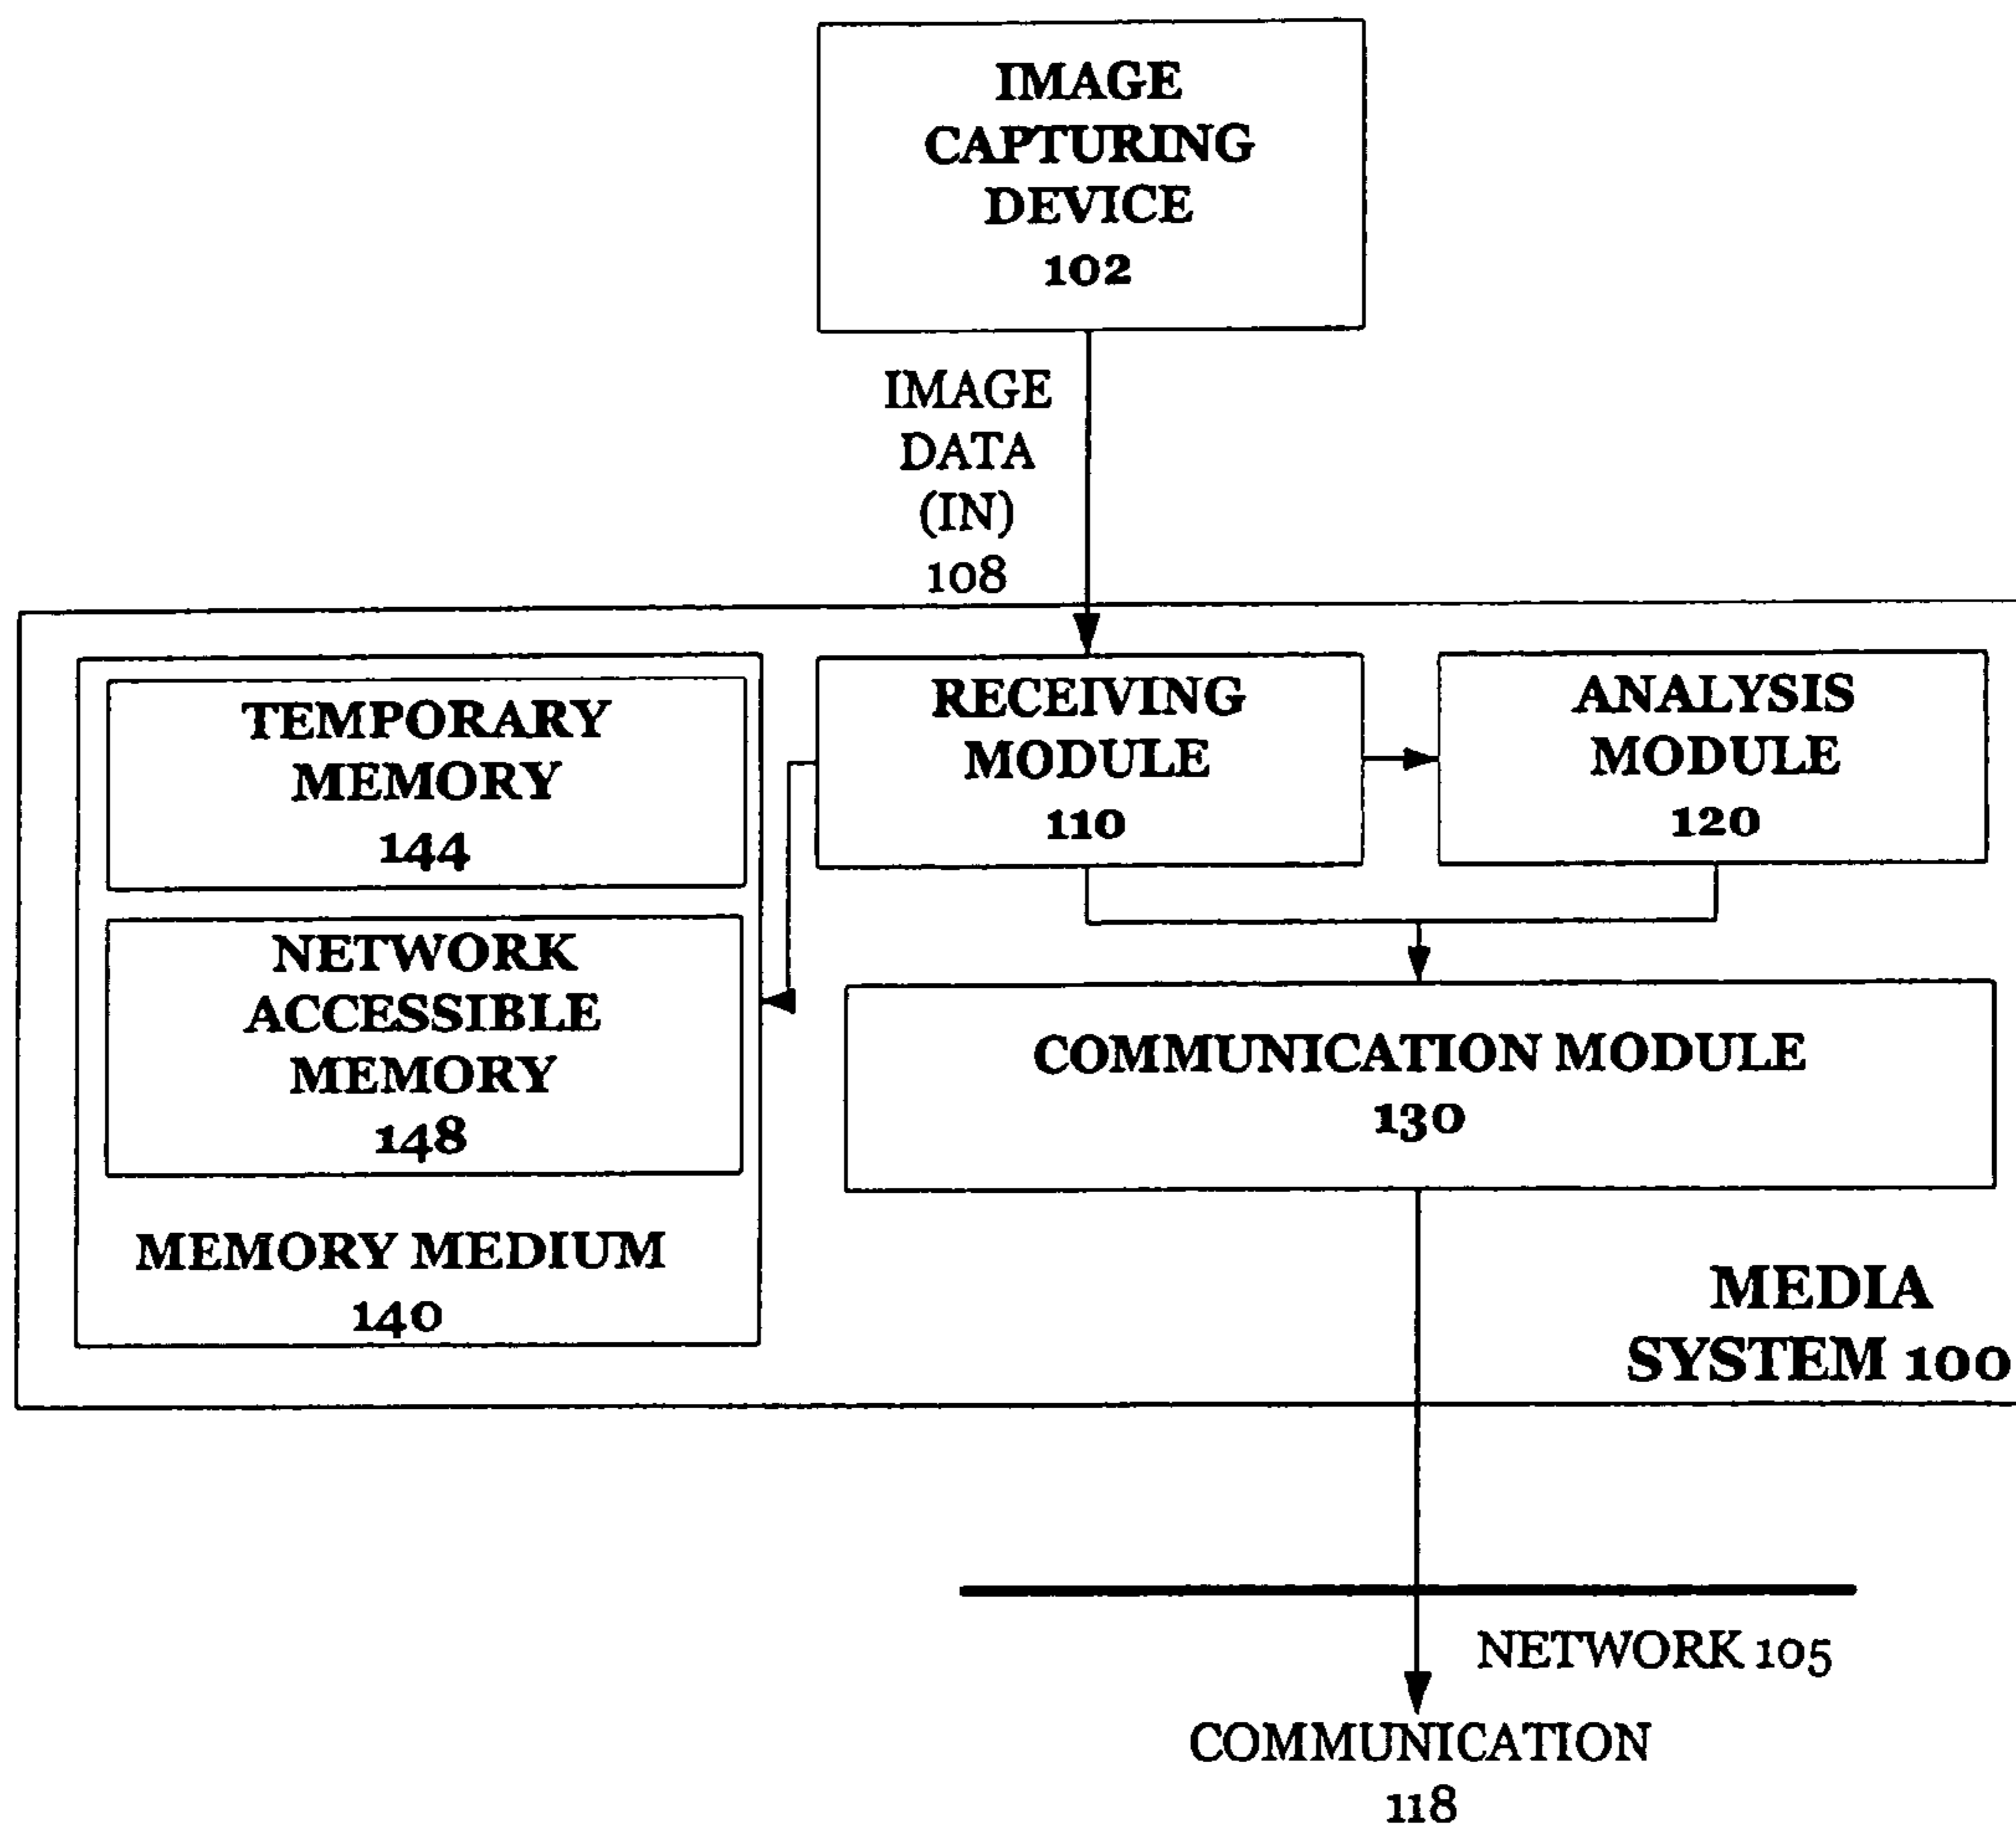 IMAGE
CAPTURING
DEVICE
102
IMAGE
DATA
(IN)
108
TEMPORARY
MEMORY
144
NETWORK
ACCESSIBLE
MEMORY
148
MEMORY MEDIUM
140
RECEIVING
MODULE
110
ANALYSIS
MODULE
120
COMMUNICATION MODULE
130
MEDIA
SYSTEM 100
NETWORK 105
COMMUNICATION
118